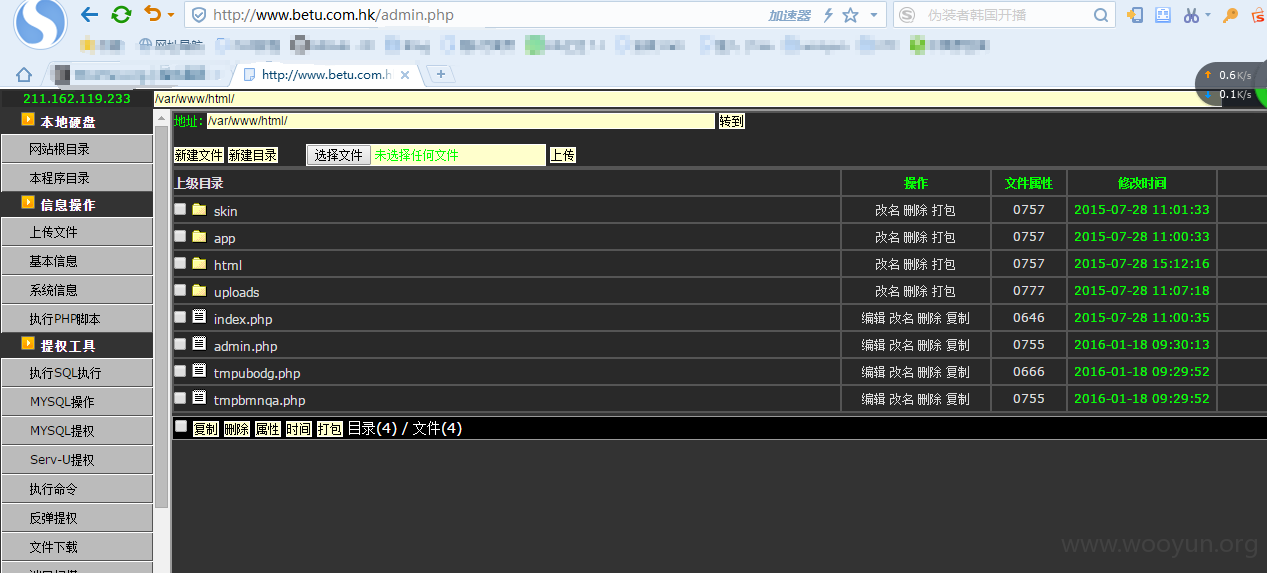 http://www.betu.com.hk/admin.php 加速器 伪装者韩国开播
网址导航
http://www.betu.com.h
0.6K/s
0.1K/s
211.162.119.233 /var/www/html/
本地硬盘
网站根目录
本程序目录
信息操作
上传文件
基本信息
系统信息
执行PHP脚本
提权工具
执行SQL执行
MYSQL操作
MYSQL提权
Serv-U提权
执行命令
反弹提权
文件下载
地址: /var/www/html/ 转到
新建文件 新建目录 选择文件 未选择任何文件 上传
上级目录 操作 文件属性 修改时间
skin 改名 删除 打包 0757 2015-07-28 11:01:33
app 改名 删除 打包 0757 2015-07-28 11:00:33
html 改名 删除 打包 0757 2015-07-28 15:12:16
uploads 改名 删除 打包 0777 2015-07-28 11:07:18
index.php 编辑 改名 删除 复制 0646 2015-07-28 11:00:35
admin.php 编辑 改名 删除 复制 0755 2016-01-18 09:30:13
tmpubodg.php 编辑 改名 删除 复制 0666 2016-01-18 09:29:52
tmpbmnqa.php 编辑 改名 删除 复制 0755 2016-01-18 09:29:52
复制 删除 属性 时间 打包 目录(4) / 文件(4)
www.wooyun.org